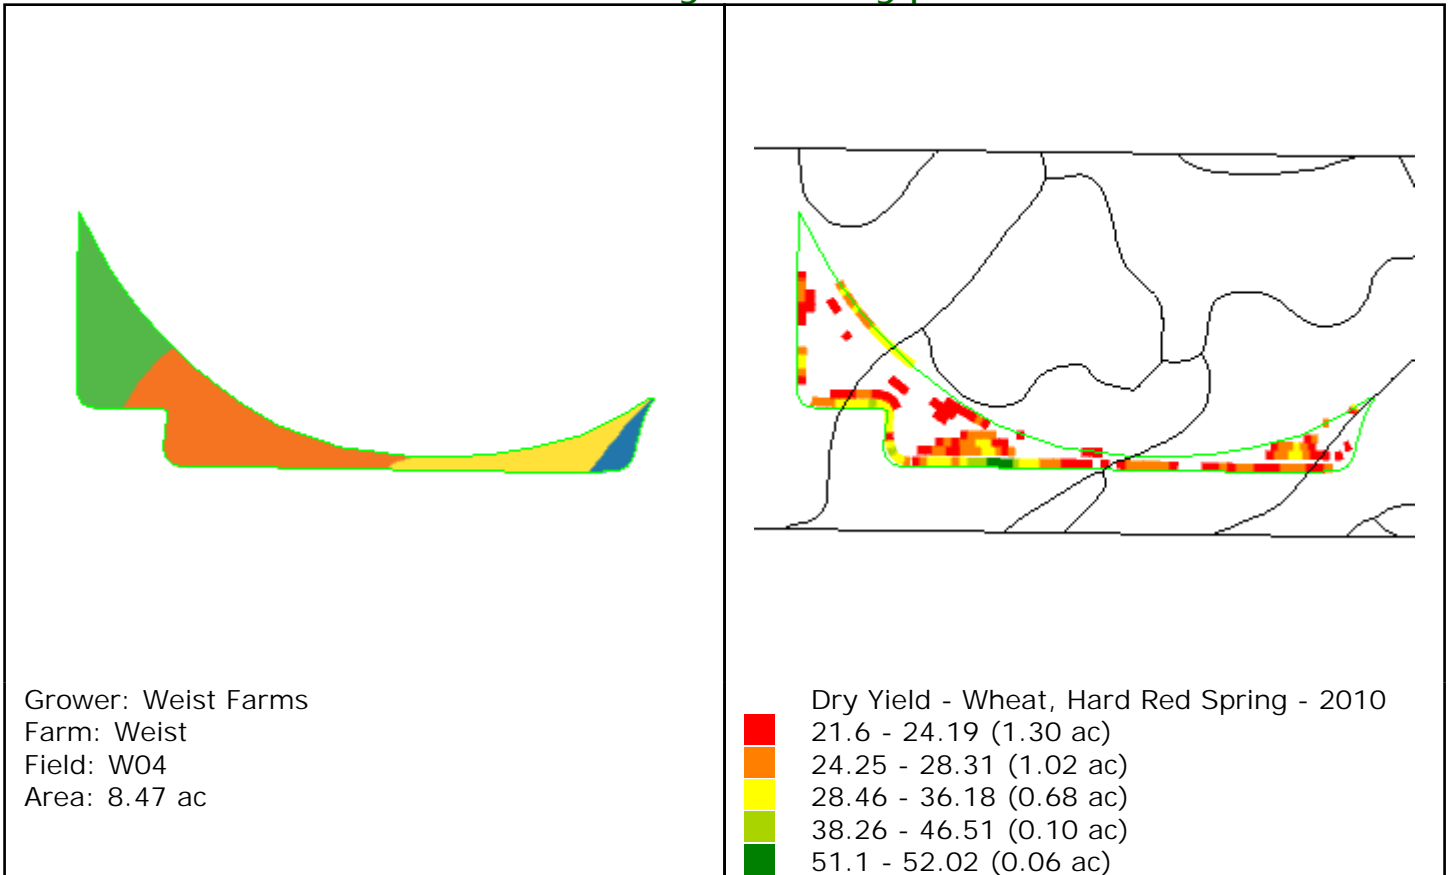 Grower: Weist Farms
Farm: Weist
Field: W04
Area: 8.47 ac
Dry Yield - Wheat, Hard Red Spring - 2010
21.6 - 24.19 (1.30 ac)
24.25 - 28.31 (1.02 ac)
28.46 - 36.18 (0.68 ac)
38.26 - 46.51 (0.10 ac)
51.1 - 52.02 (0.06 ac)